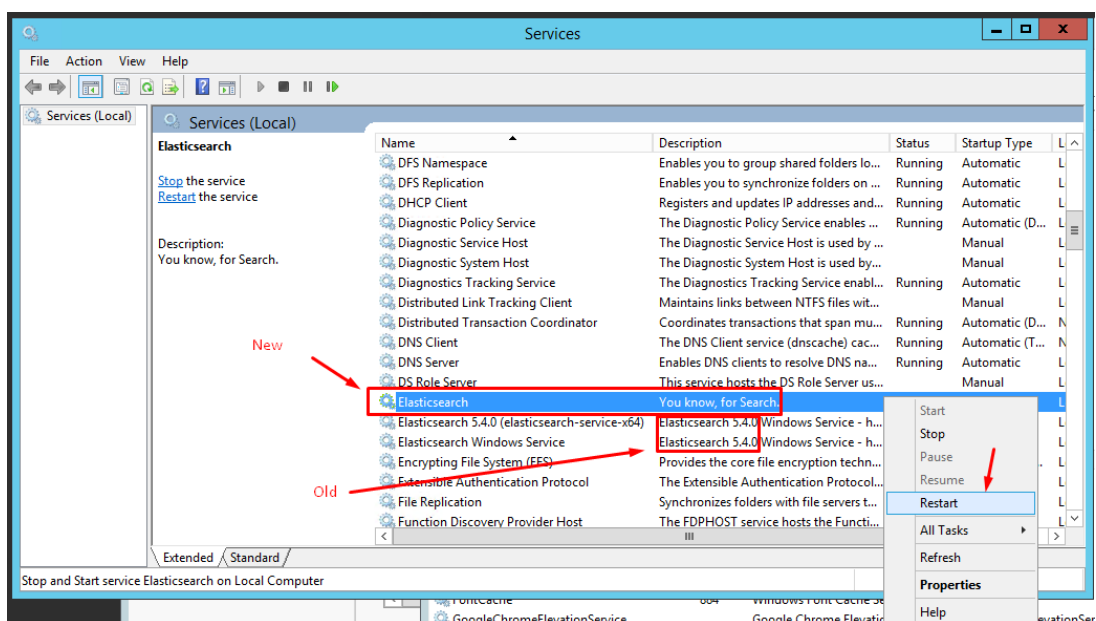 Services
File Action View Help
Services (Local)
Services (Local)
Elasticsearch
Stop the service
Restart the service
Description:
You know, for Search.
Name Description Status Startup Type L
DFS Namespace Enables you to group shared folders lo... Running Automatic L
DFS Replication Enables you to synchronize folders on ... Running Automatic L
DHCP Client Registers and updates IP addresses and... Running Automatic L
Diagnostic Policy Service The Diagnostic Policy Service enables ... Running Automatic (D... L
Diagnostic Service Host The Diagnostic Service Host is used by ... Manual L
Diagnostic System Host The Diagnostic System Host is used by... Manual L
Diagnostics Tracking Service The Diagnostics Tracking Service enabl... Running Automatic L
Distributed Link Tracking Client Maintains links between NTFS files wit... Manual L
Distributed Transaction Coordinator Coordinates transactions that span mu... Running Automatic (D... N
DNS Client The DNS Client service (dnscache) cac... Running Automatic (T... N
DNS Server Enables DNS clients to resolve DNS na... Running Automatic L
DS Role Server This service hosts the DS Role Server us... Manual L
Elasticsearch You know, for Search. L
Elasticsearch 5.4.0 (elasticsearch-service-x64) Elasticsearch 5.4.0 Windows Service - h... L
Elasticsearch Windows Service Elasticsearch 5.4.0 Windows Service - h... L
Encrypting File System (EFS) Provides the core file encryption techn... L
Extensible Authentication Protocol The Extensible Authentication Protocol... L
File Replication Synchronizes folders with file servers t... L
Function Discovery Provider Host The FDPHOST service hosts the Functi... L
New
Old
Start
Stop
Pause
Resume
Restart
All Tasks
Refresh
Properties
Help
Extended Standard
Stop and Start service Elasticsearch on Local Computer
FontCache 664 Windows Font Cache Se
GoogleChromeElevationService Google Chrome Elevatio